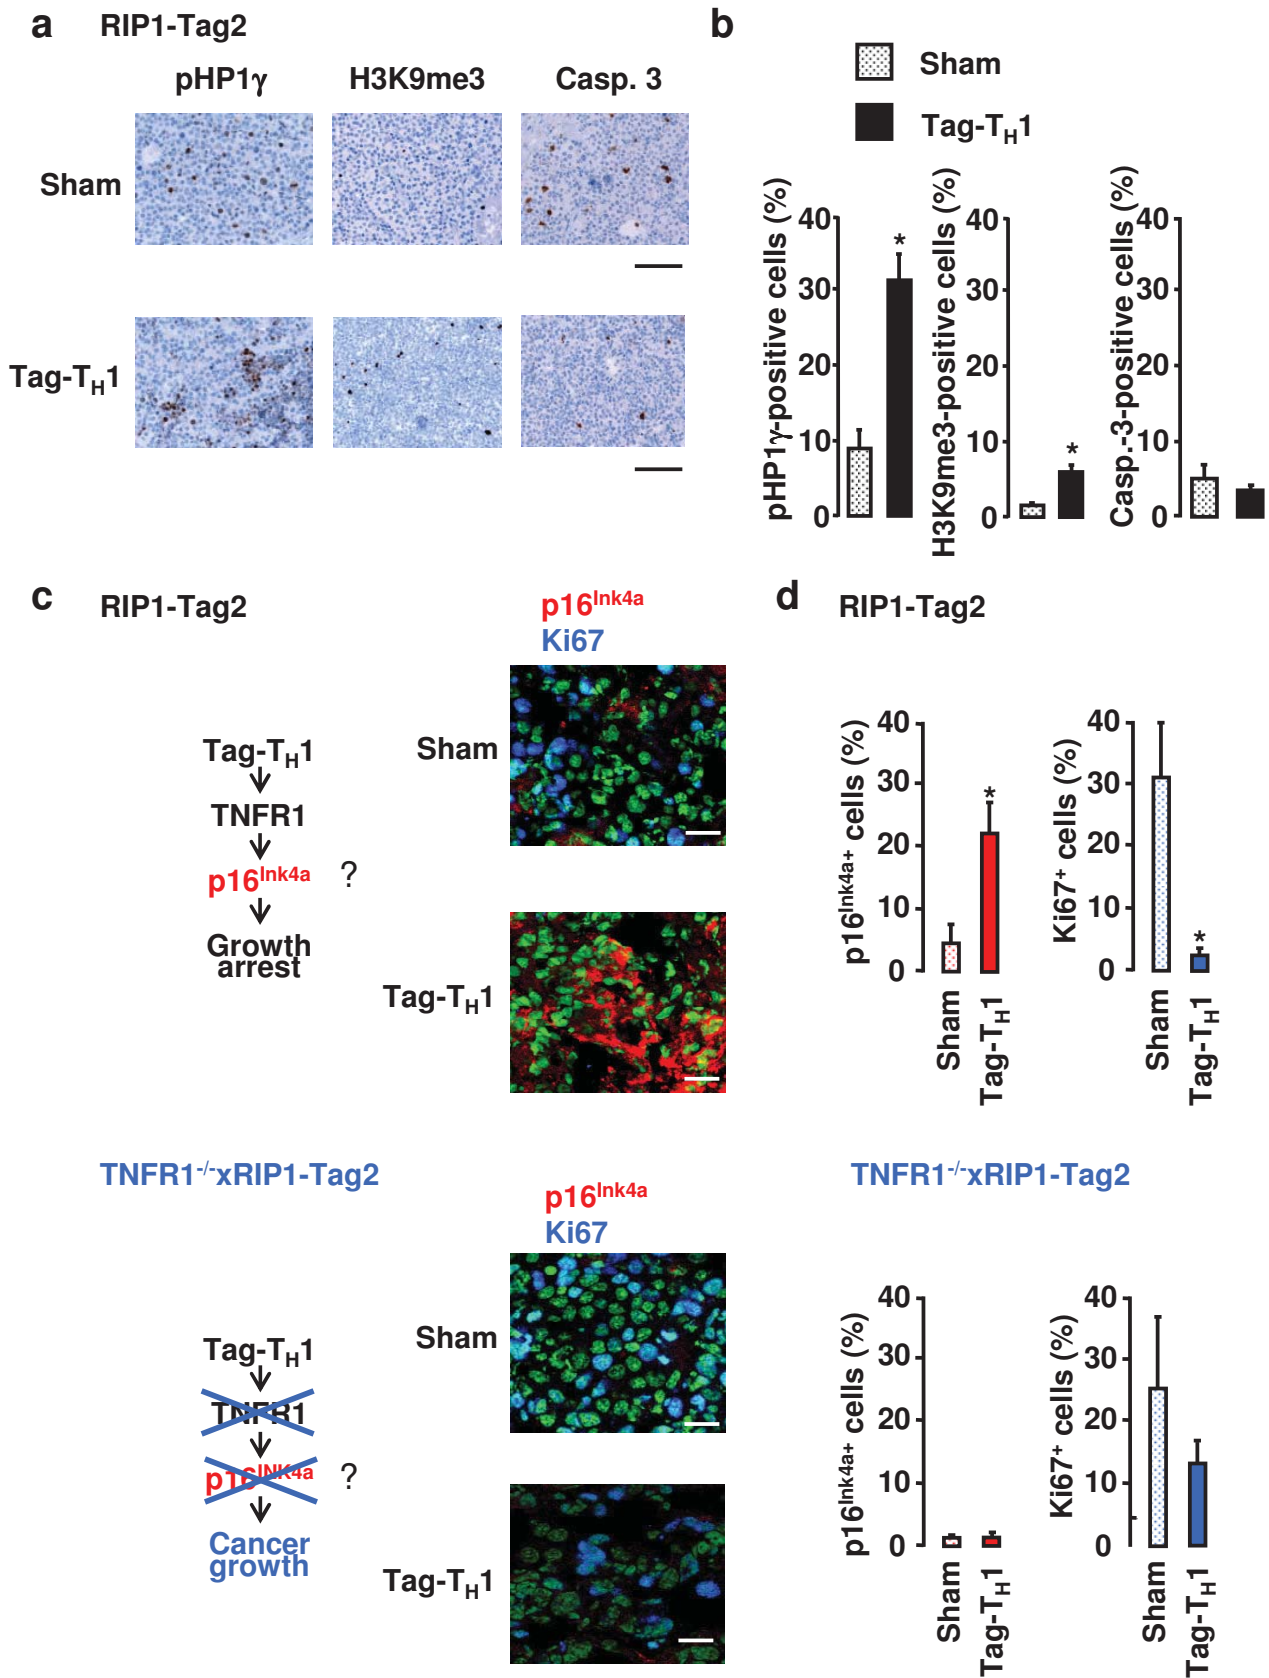 a RIP1-Tag2
pHP1γ H3K9me3 Casp. 3
Sham
Tag-TH1
b
Sham
Tag-TH1
pHP1γ-positive cells (%)
40
30
20
10
0
*
H3K9me3-positive cells (%)
40
30
20
10
0
*
Casp.-3-positive cells (%)
40
30
20
10
0
c RIP1-Tag2
Tag-TH1
TNFR1
p16Ink4a ?
Growth
arrest
p16Ink4a
Ki67
Sham
Tag-TH1
TNFR1-/-xRIP1-Tag2
Tag-TH1
TNFR1
p16INK4a ?
Cancer
growth
p16Ink4a
Ki67
Sham
Tag-TH1
d RIP1-Tag2
p16Ink4a+ cells (%)
40
30
20
10
0
*
Sham
Tag-TH1
Ki67+ cells (%)
40
30
20
10
0
*
Sham
Tag-TH1
TNFR1-/-xRIP1-Tag2
p16Ink4a+ cells (%)
40
30
20
10
0
Sham
Tag-TH1
Ki67+ cells (%)
40
30
20
10
0
Sham
Tag-TH1